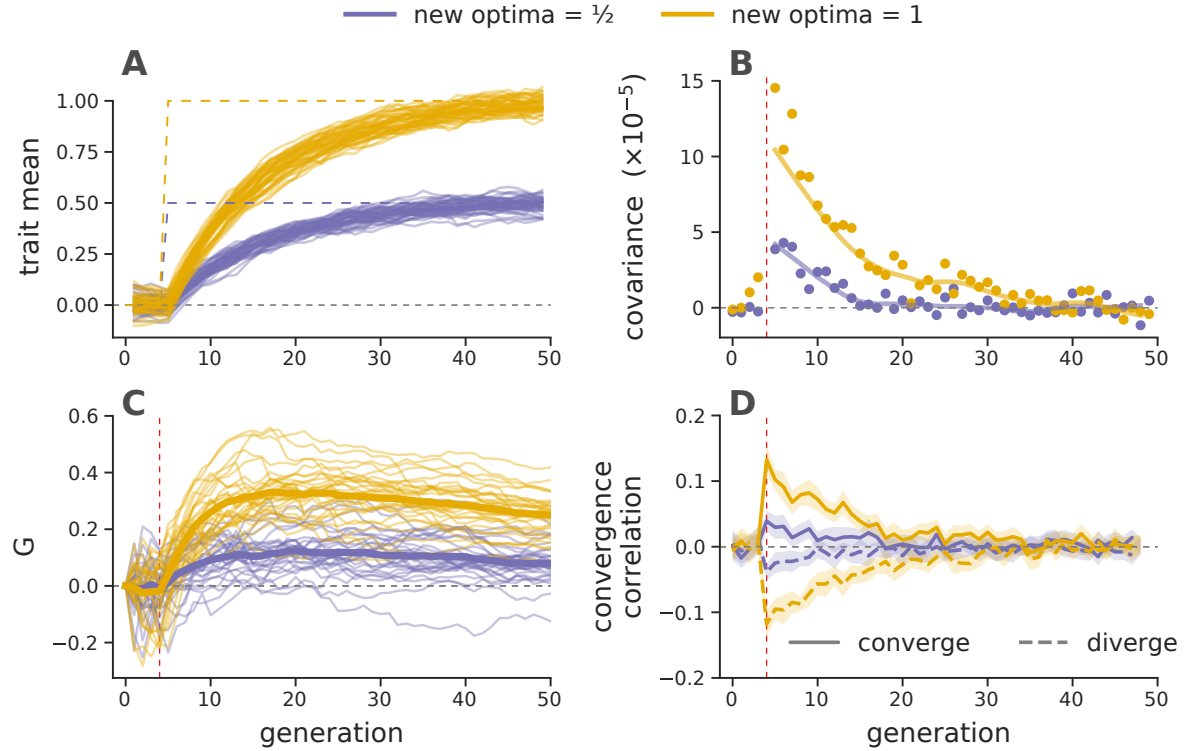 new optima = ½ new optima = 1
A
1.00
0.75
0.50
0.25
0.00
trait mean
0 10 20 30 40 50
B
15
10
5
0
covariance (×10⁻⁵)
0 10 20 30 40 50
C
0.6
0.4
0.2
0.0
−0.2
G
0 10 20 30 40 50
generation
D
0.2
0.1
0.0
−0.1
−0.2
convergence
correlation
converge diverge
0 10 20 30 40 50
generation